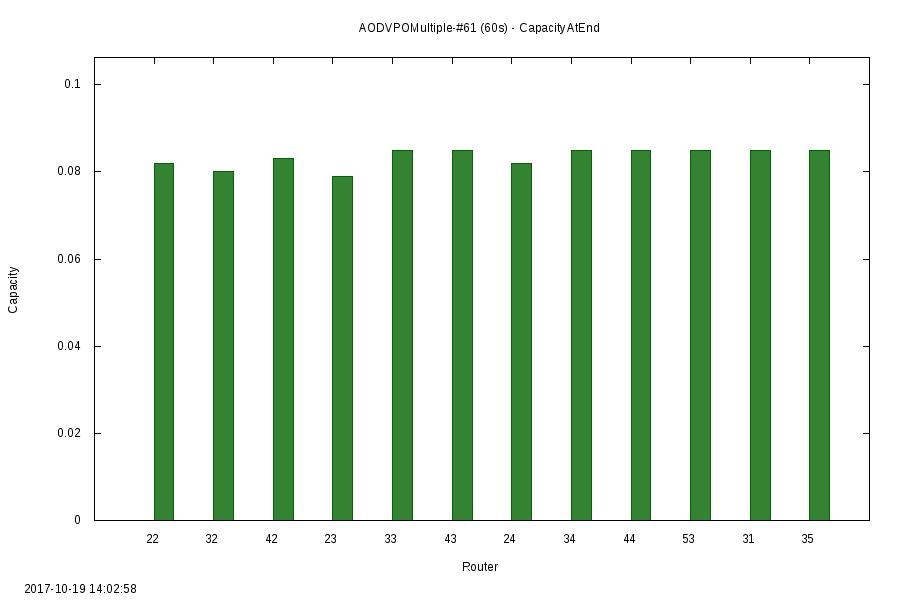 AODVPOMultiple-#61 (60s) - CapacityAtEnd
0.1
0.08
0.06
0.04
0.02
0
Capacity
22 32 42 23 33 43 24 34 44 53 31 35
Router
2017-10-19 14:02:58